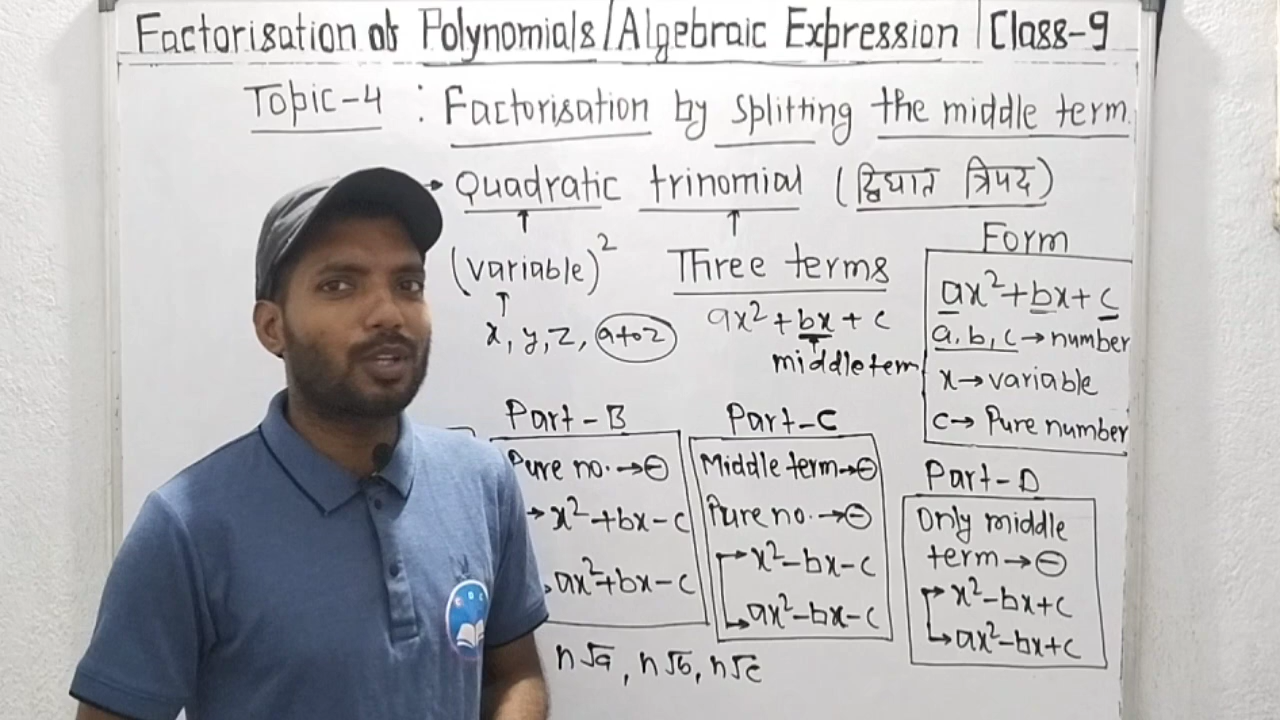 Factorisation of Polynomials/Algebraic Expression | Class-9
Topic-4 : Factorisation by splitting the middle term.
→ Quadratic trinomial (द्विघात त्रिपद)
(variable)²
x, y, z, a to z
Three terms
ax² + bx + c
middle term
Form
ax²+bx+c
a, b, c → number
x → variable
c → Pure number
Part-B
Pure no. → ⊖
→ x²+bx-c
ax²+bx-c
Part-C
Middle term → ⊖
Pure no. → ⊖
→ x²-bx-c
→ ax²-bx-c
Part-D
Only middle
term → ⊖
→ x²-bx+c
→ ax²-bx+c
n√a, n√b, n√c
C D C